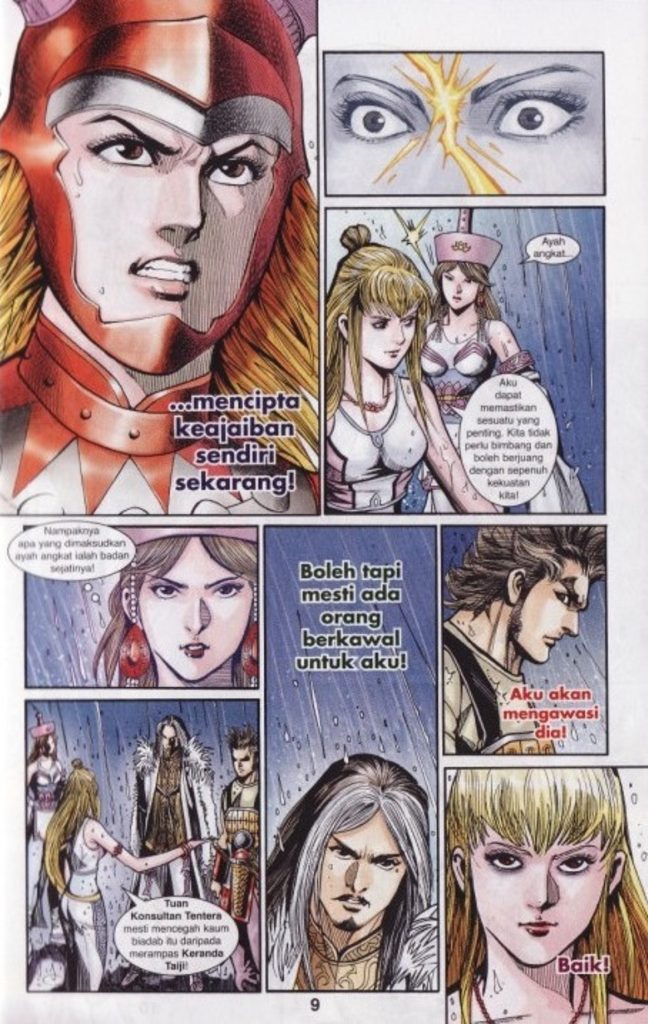 ...mencipta
keajaiban
sendiri
sekarang!
Ayah
angkat...
Aku
dapat
memastikan
sesuatu yang
penting. Kita tidak
perlu bimbang dan
boleh berjuang
dengan sepenuh
kekuatan
kita!
Nampaknya
apa yang dimaksudkan
ayah angkat ialah badan
sejatinya!
Boleh tapi
mesti ada
orang
berkawal
untuk aku!
Aku akan
mengawasi
dia!
Tuan
Konsultan Tentera
mesti mencegah kaum
biadab itu daripada
merampas Keranda
Taiji!
Baik!
9